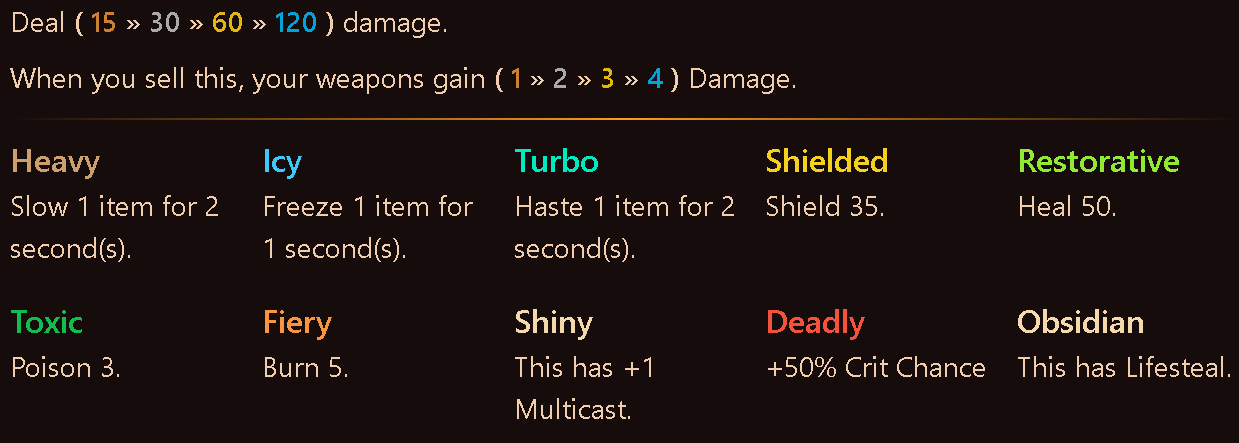 Deal ( 15 » 30 » 60 » 120 ) damage.
When you sell this, your weapons gain ( 1 » 2 » 3 » 4 ) Damage.
Heavy
Slow 1 item for 2
second(s).
Icy
Freeze 1 item for
1 second(s).
Turbo
Haste 1 item for 2
second(s).
Shielded
Shield 35.
Restorative
Heal 50.
Toxic
Poison 3.
Fiery
Burn 5.
Shiny
This has +1
Multicast.
Deadly
+50% Crit Chance
Obsidian
This has Lifesteal.